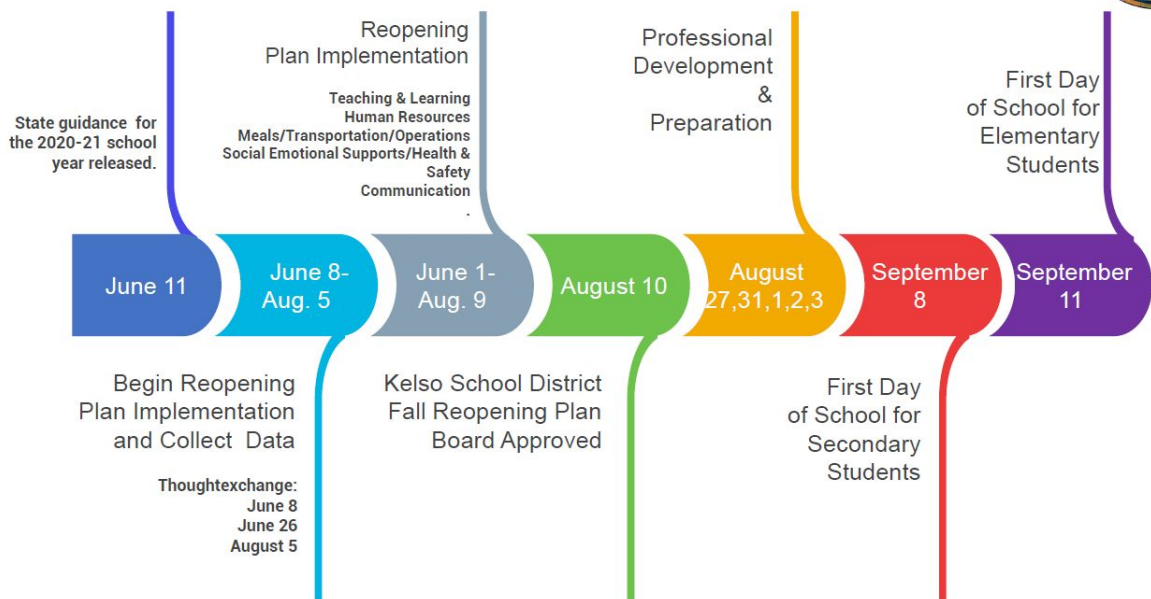 State guidance for
the 2020-21 school
year released.
Reopening
Plan Implementation
Teaching & Learning
Human Resources
Meals/Transportation/Operations
Social Emotional Supports/Health &
Safety
Communication
.
Professional
Development
&
Preparation
First Day
of School for
Elementary
Students
June 11
June 8-
Aug. 5
June 1-
Aug. 9
August 10
August
27,31,1,2,3
September
8
September
11
Begin Reopening
Plan Implementation
and Collect Data
Thoughtexchange:
June 8
June 26
August 5
Kelso School District
Fall Reopening Plan
Board Approved
First Day
of School for
Secondary
Students